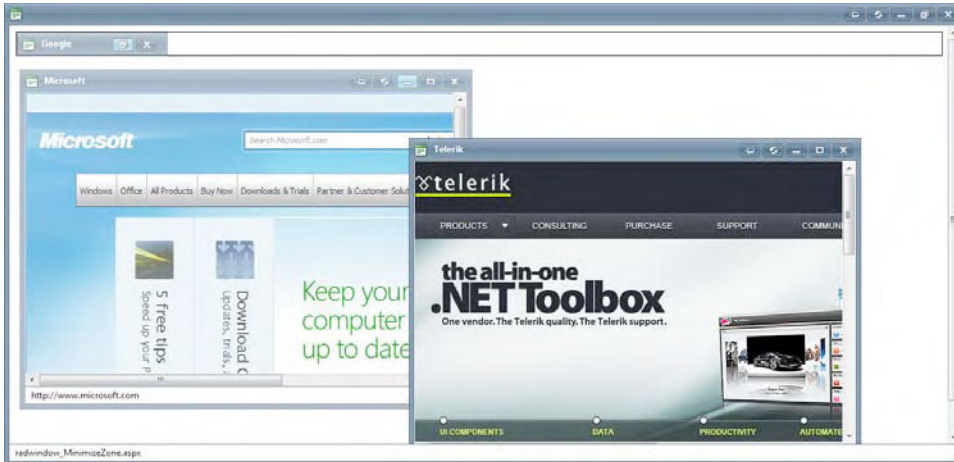 Google
Microsoft
Microsoft
Search Microsoft.com
Windows Office All Products Buy Now Downloads & Trials Partner & Customer Solut
5 free tips
Speed up your P
Download
updates, trials,
Keep your
computer
up to date
http://www.microsoft.com
Telerik
telerik
PRODUCTS CONSULTING PURCHASE SUPPORT COMMUNI
the all-in-one
.NET Toolbox
One vendor. The Telerik quality. The Telerik support.
UI COMPONENTS DATA PRODUCTIVITY AUTOMATE
radwindow_MinimizeZone.aspx